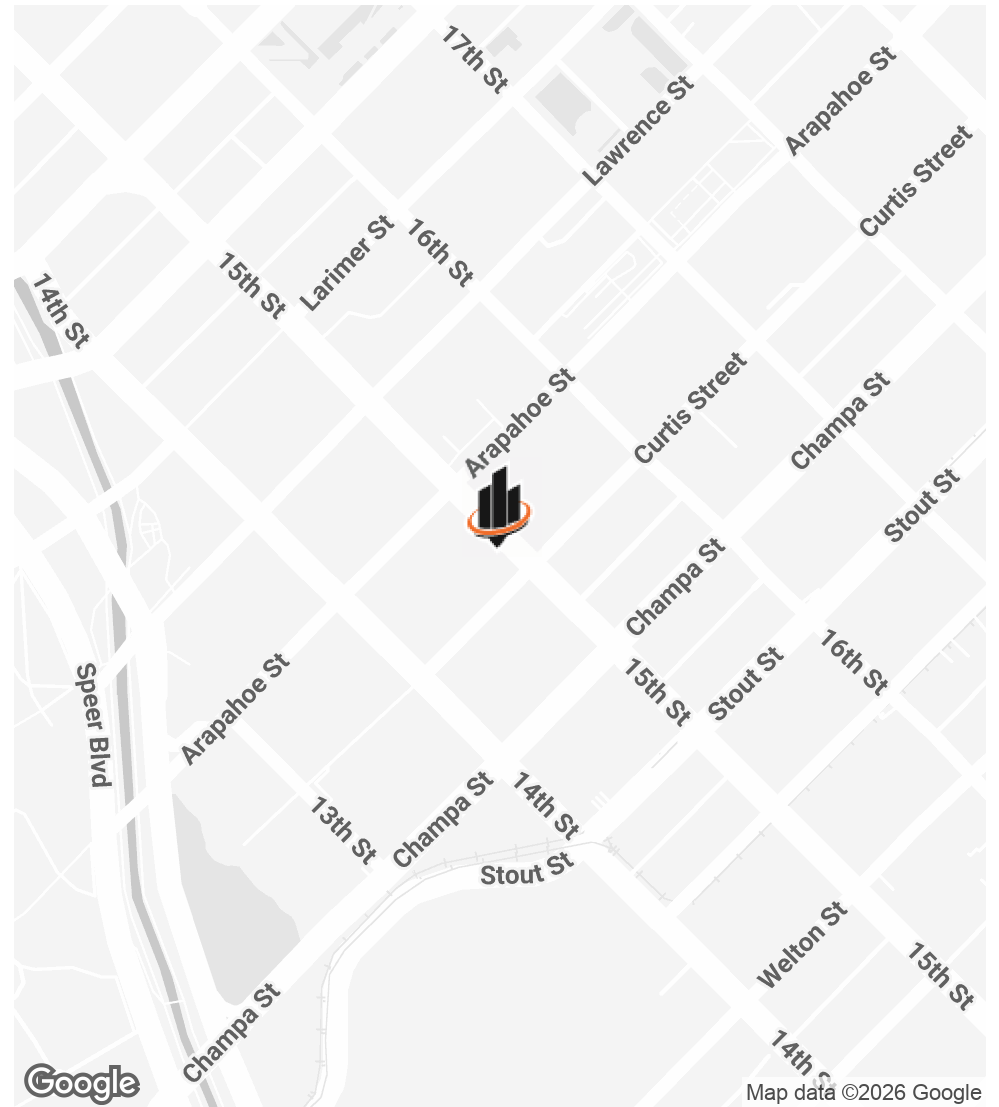 17th St
Lawrence St
Arapahoe St
Curtis Street
Larimer St
16th St
15th St
14th St
Arapahoe St
Curtis Street
Champa St
Stout St
Champa St
16th St
15th St
Stout St
Speer Blvd
Arapahoe St
13th St
Champa St
14th St
Stout St
Welton St
15th St
Champa St
14th St
Google
Map data ©2026 Google